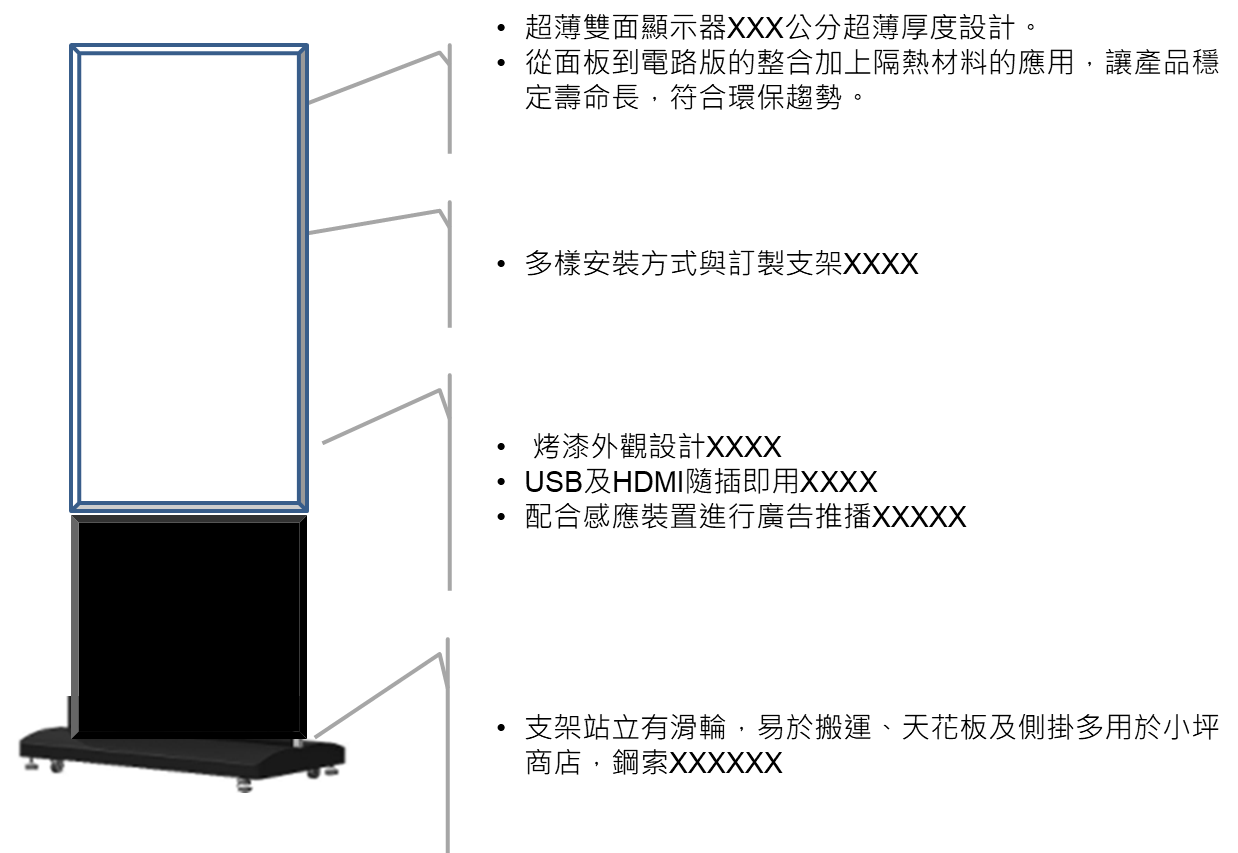 • 超薄雙面顯示器XXX公分超薄厚度設計。
• 從面板到電路版的整合加上隔熱材料的應用，讓產品穩
定壽命長，符合環保趨勢。
• 多樣安裝方式與訂製支架XXXX
• 烤漆外觀設計XXXX
• USB及HDMI隨插即用XXXX
• 配合感應裝置進行廣告推播XXXXX
• 支架站立有滑輪，易於搬運、天花板及側掛多用於小坪
商店，鋼索XXXXXX